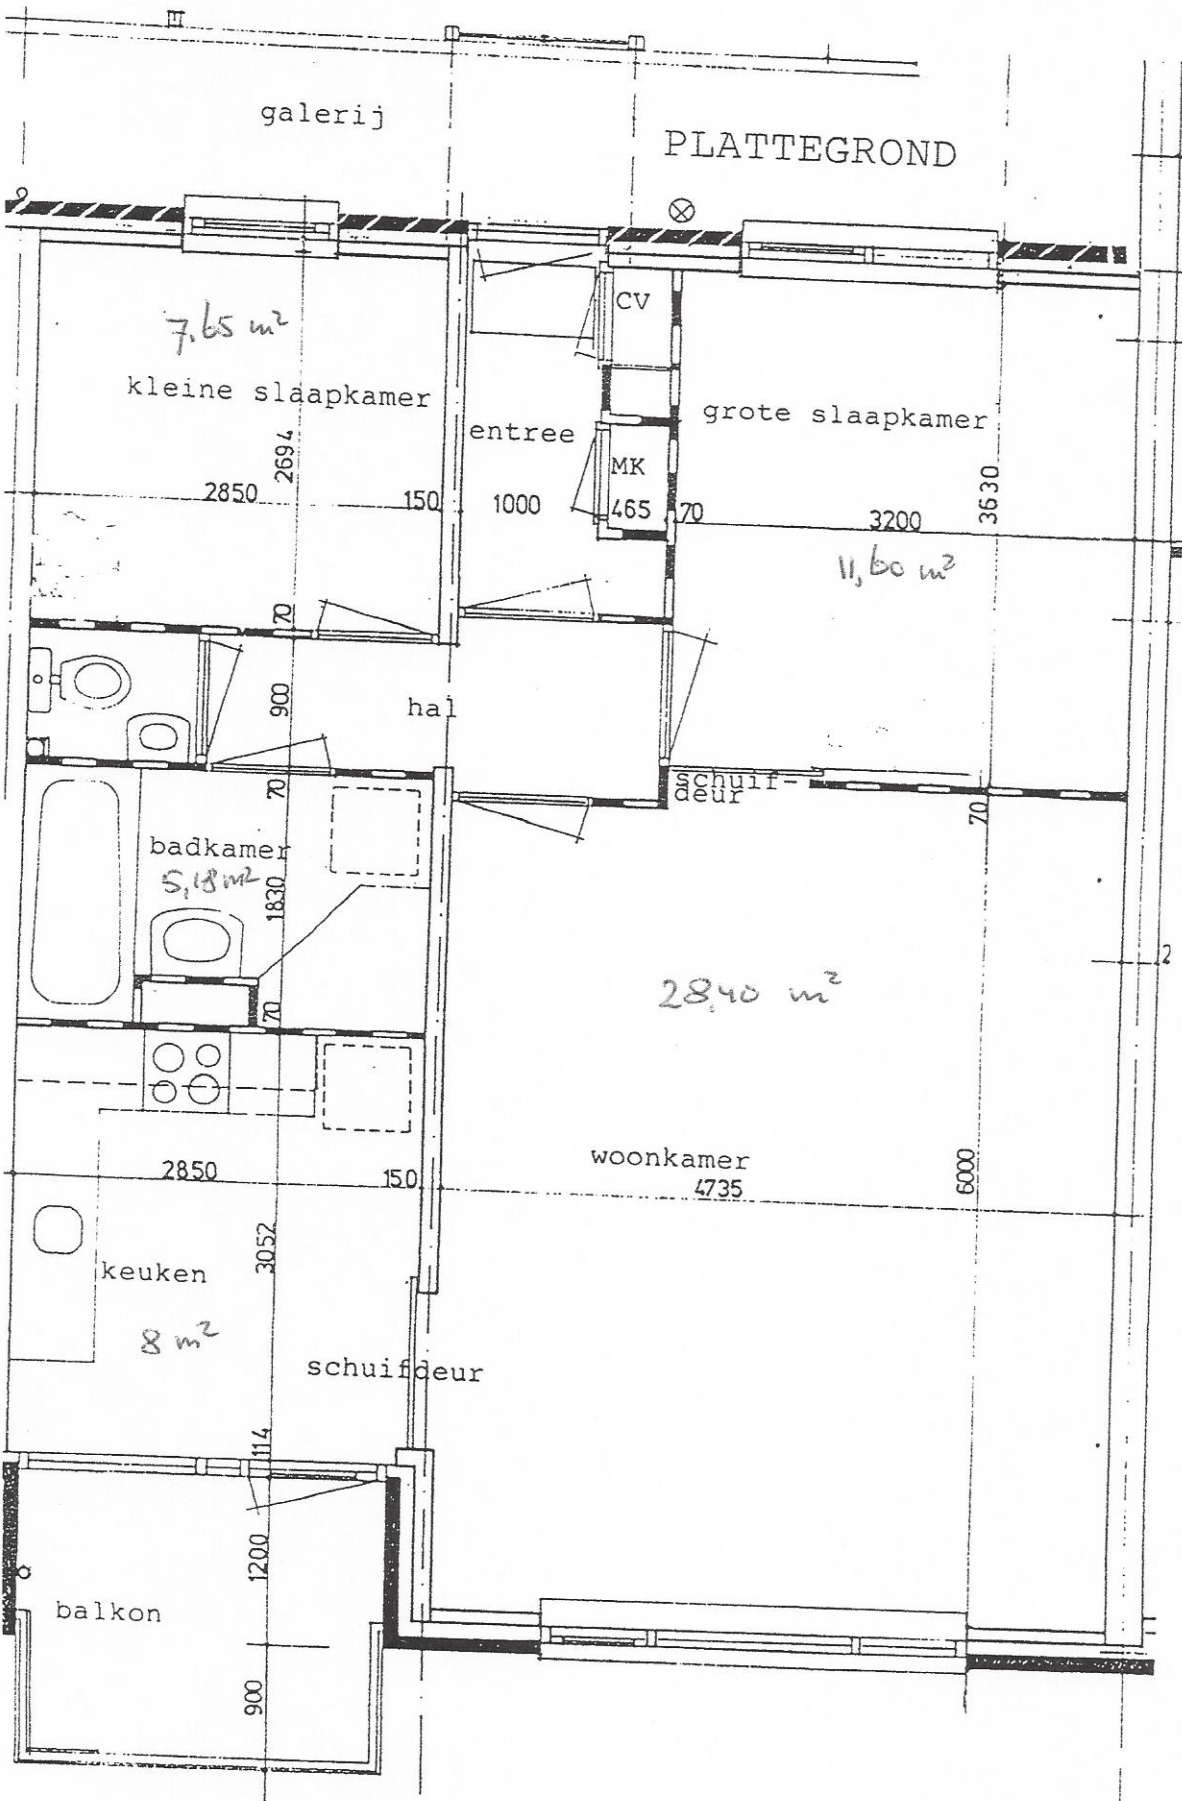 galerij
PLATTEGROND
CV
7,65 m²
kleine slaapkamer
grote slaapkamer
entree
MK
2694
3630
2850
150
1000
465
70
3200
11,60 m²
70
900
hal
schuif-
deur
70
70
badkamer
5,18 m²
1830
28,40 m²
70
woonkamer
2850
150
4735
6000
3052
keuken
8 m²
schuifdeur
114
1200
balkon
900